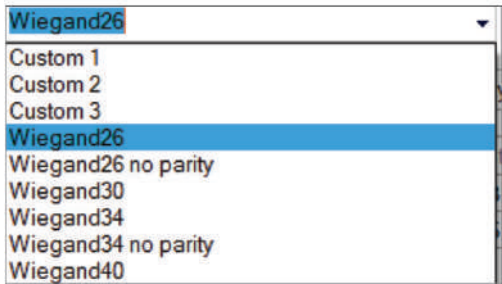 Wiegand26
Custom 1
Custom 2
Custom 3
Wiegand26
Wiegand26 no parity
Wiegand30
Wiegand34
Wiegand34 no parity
Wiegand40